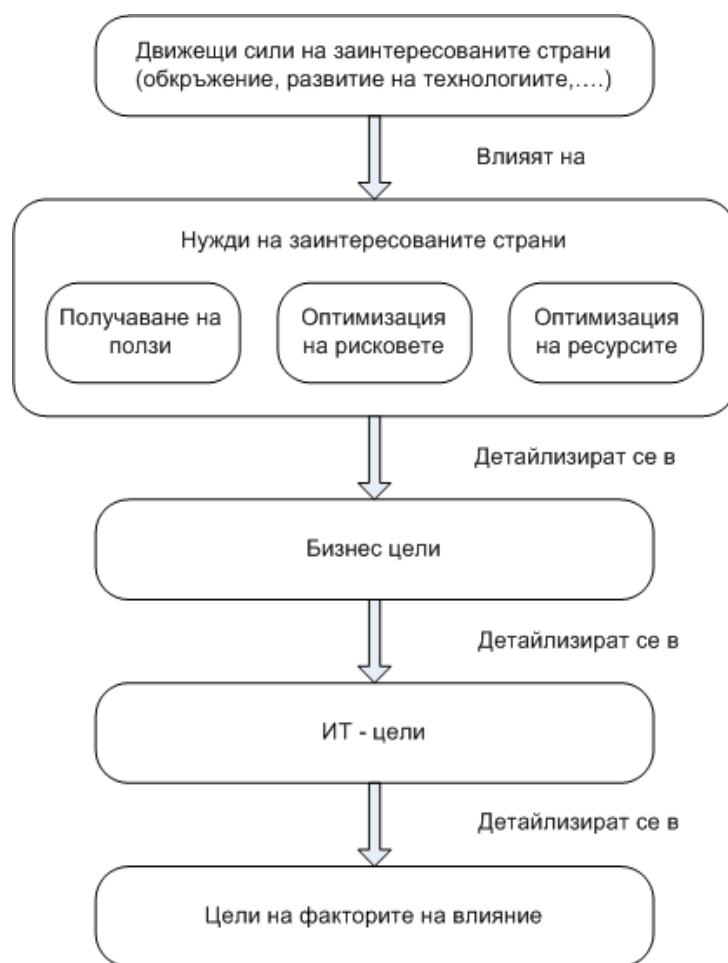 Движещи сили на заинтересованите страни
(обкръжение, развитие на технологиите,....)
Влияят на
Нужди на заинтересованите страни
Получаване на
ползи
Оптимизация
на рисковете
Оптимизация
на ресурсите
Детайлизират се в
Бизнес цели
Детайлизират се в
ИТ - цели
Детайлизират се в
Цели на факторите на влияние